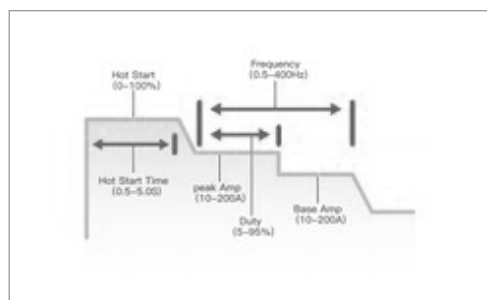 Hot Start
(0~100%)
Frequency
(0.5~400Hz)
Hot Start Time
(0.5~5.0S)
peak Amp
(10~200A)
Duty
(5~95%)
Base Amp
(10~200A)